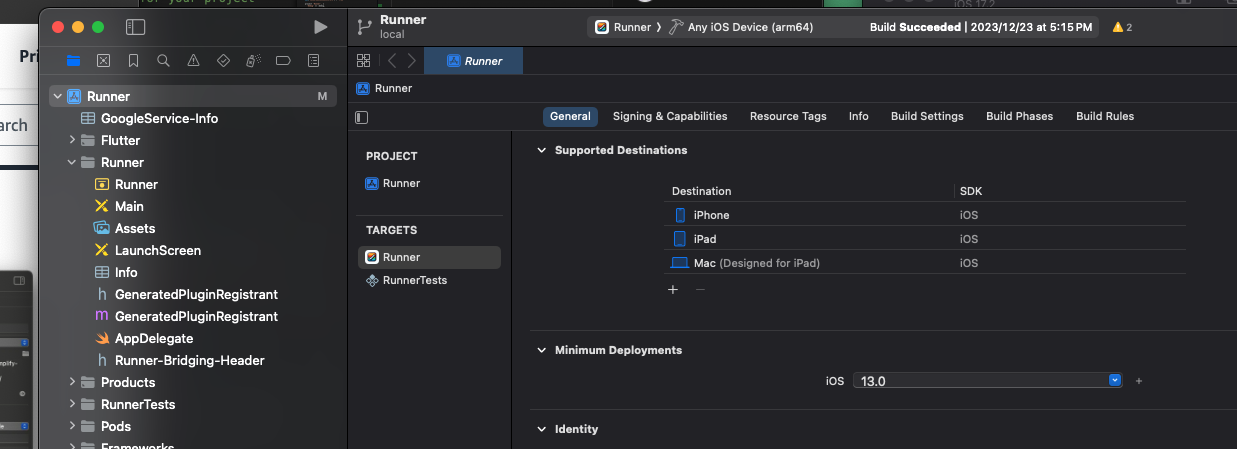 for your project
iOS 17.2
Runner
local
Runner 〉 Any iOS Device (arm64)
Build Succeeded | 2023/12/23 at 5:15 PM
2
Pri
arch
Runner M
GoogleService-Info
Flutter
Runner
Runner
Main
Assets
LaunchScreen
Info
h GeneratedPluginRegistrant
m GeneratedPluginRegistrant
AppDelegate
h Runner-Bridging-Header
Products
RunnerTests
Pods
Frameworks
mplify-
Runner
Runner
General Signing & Capabilities Resource Tags Info Build Settings Build Phases Build Rules
PROJECT
Runner
TARGETS
Runner
RunnerTests
Supported Destinations
Destination SDK
iPhone iOS
iPad iOS
Mac (Designed for iPad) iOS
Minimum Deployments
iOS 13.0
Identity